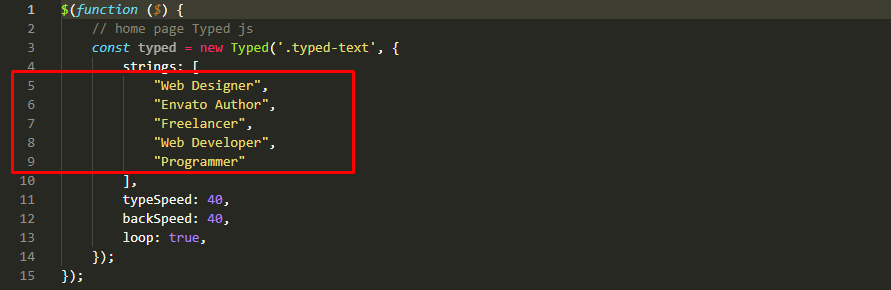 1 $(function ($) {
2     // home page Typed js
3     const typed = new Typed('.typed-text', {
4         strings: [
5             "Web Designer",
6             "Envato Author",
7             "Freelancer",
8             "Web Developer",
9             "Programmer"
10         ],
11         typeSpeed: 40,
12         backSpeed: 40,
13         loop: true,
14     });
15 });